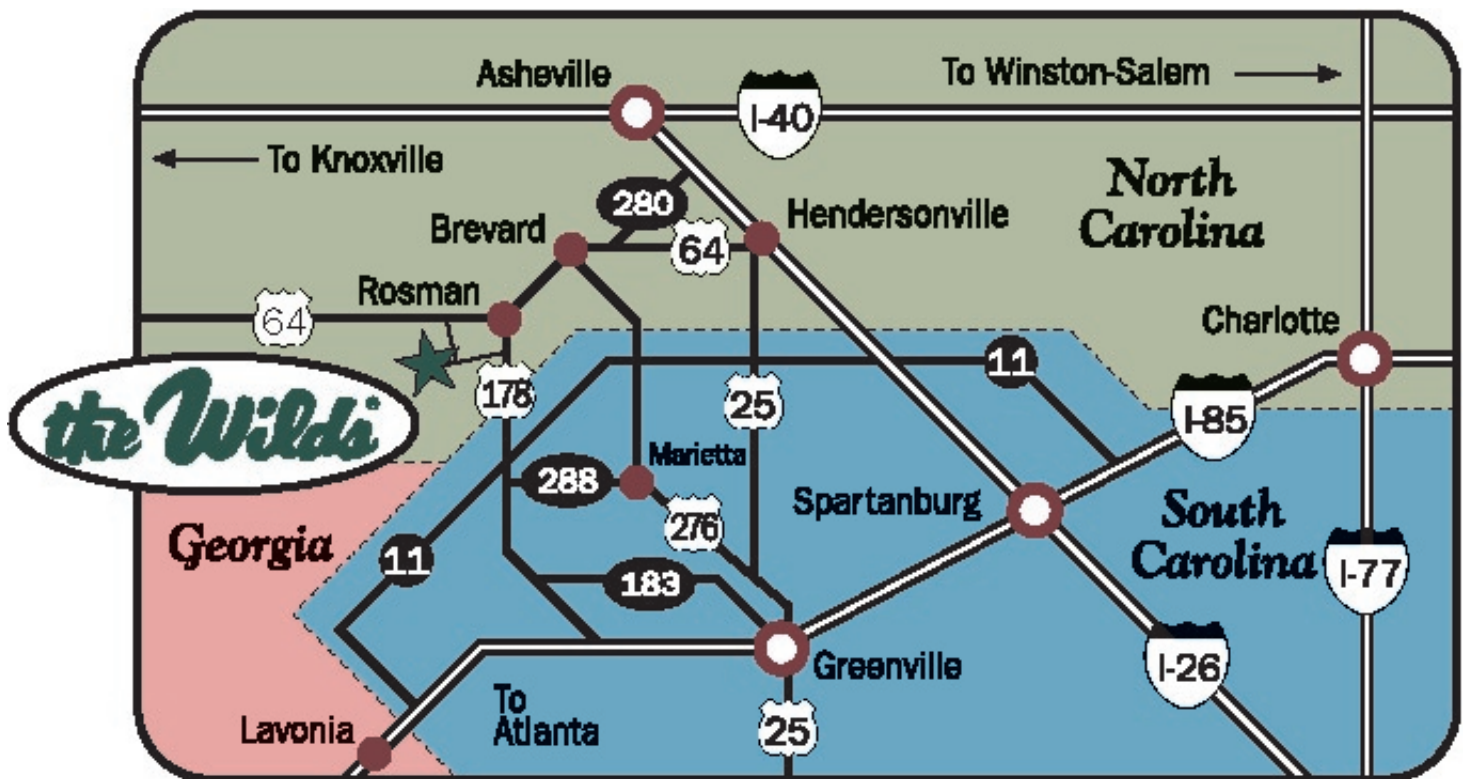 Asheville
To Winston-Salem
I-40
To Knoxville
North
Carolina
280
Hendersonville
Brevard
64
Rosman
64
Charlotte
11
the Wilds
178
25
I-85
Marietta
288
Spartanburg
South
Carolina
276
Georgia
11
I-77
183
Greenville
I-26
To
Atlanta
Lavonia
25